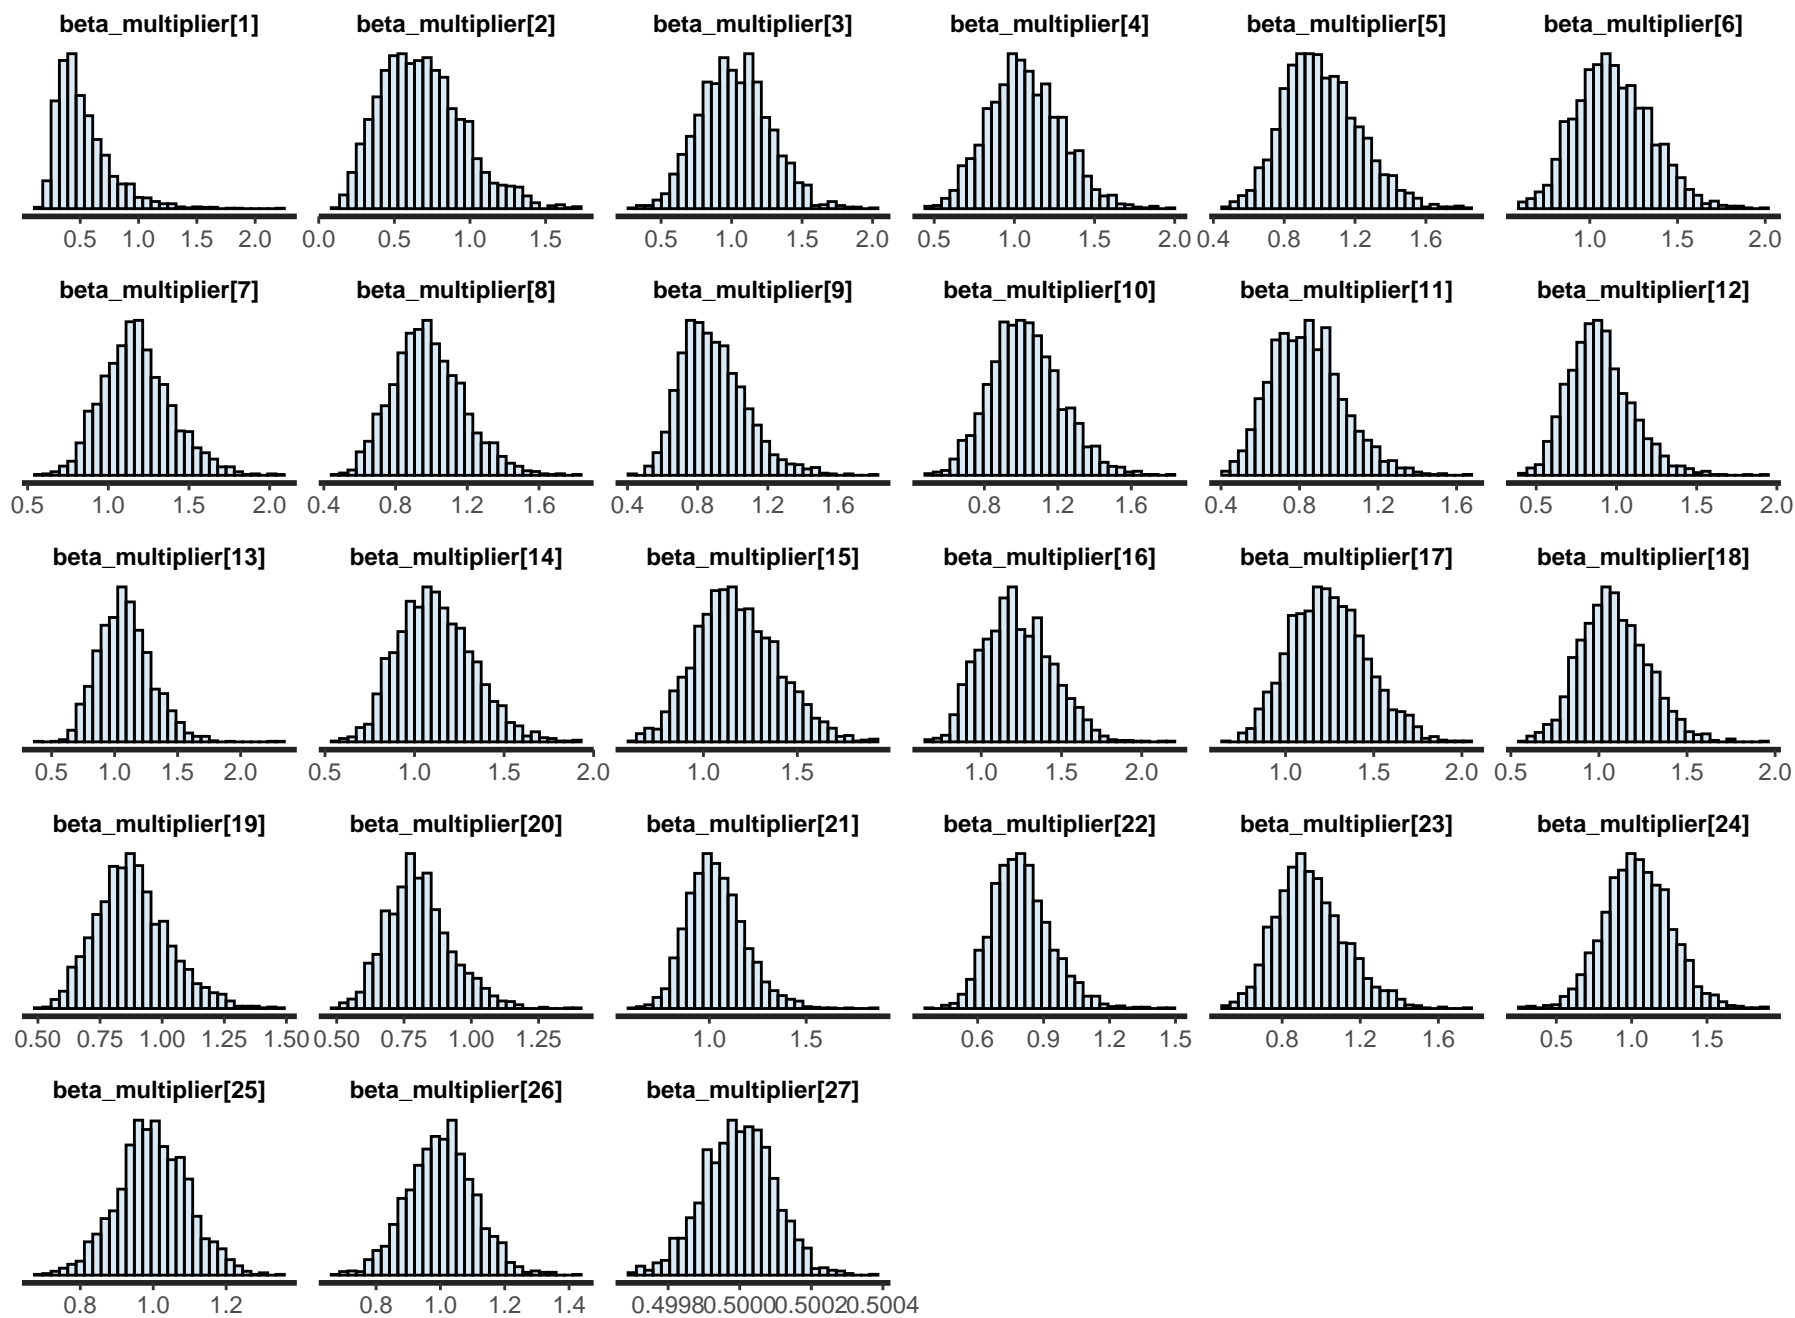 beta_multiplier[1] beta_multiplier[2] beta_multiplier[3] beta_multiplier[4] beta_multiplier[5] beta_multiplier[6]
0.5 1.0 1.5 2.0 0.0 0.5 1.0 1.5 0.5 1.0 1.5 2.0 0.5 1.0 1.5 2.0 0.4 0.8 1.2 1.6 1.0 1.5 2.0
beta_multiplier[7] beta_multiplier[8] beta_multiplier[9] beta_multiplier[10] beta_multiplier[11] beta_multiplier[12]
0.5 1.0 1.5 2.0 0.4 0.8 1.2 1.6 0.4 0.8 1.2 1.6 0.8 1.2 1.6 0.4 0.8 1.2 1.6 0.5 1.0 1.5 2.0
beta_multiplier[13] beta_multiplier[14] beta_multiplier[15] beta_multiplier[16] beta_multiplier[17] beta_multiplier[18]
0.5 1.0 1.5 2.0 0.5 1.0 1.5 2.0 1.0 1.5 1.0 1.5 2.0 1.0 1.5 2.0 0.5 1.0 1.5 2.0
beta_multiplier[19] beta_multiplier[20] beta_multiplier[21] beta_multiplier[22] beta_multiplier[23] beta_multiplier[24]
0.50 0.75 1.00 1.25 1.50 0.50 0.75 1.00 1.25 1.0 1.5 0.6 0.9 1.2 1.5 0.8 1.2 1.6 0.5 1.0 1.5
beta_multiplier[25] beta_multiplier[26] beta_multiplier[27]
0.8 1.0 1.2 0.8 1.0 1.2 1.4 0.4998 0.5000 0.5002 0.5004